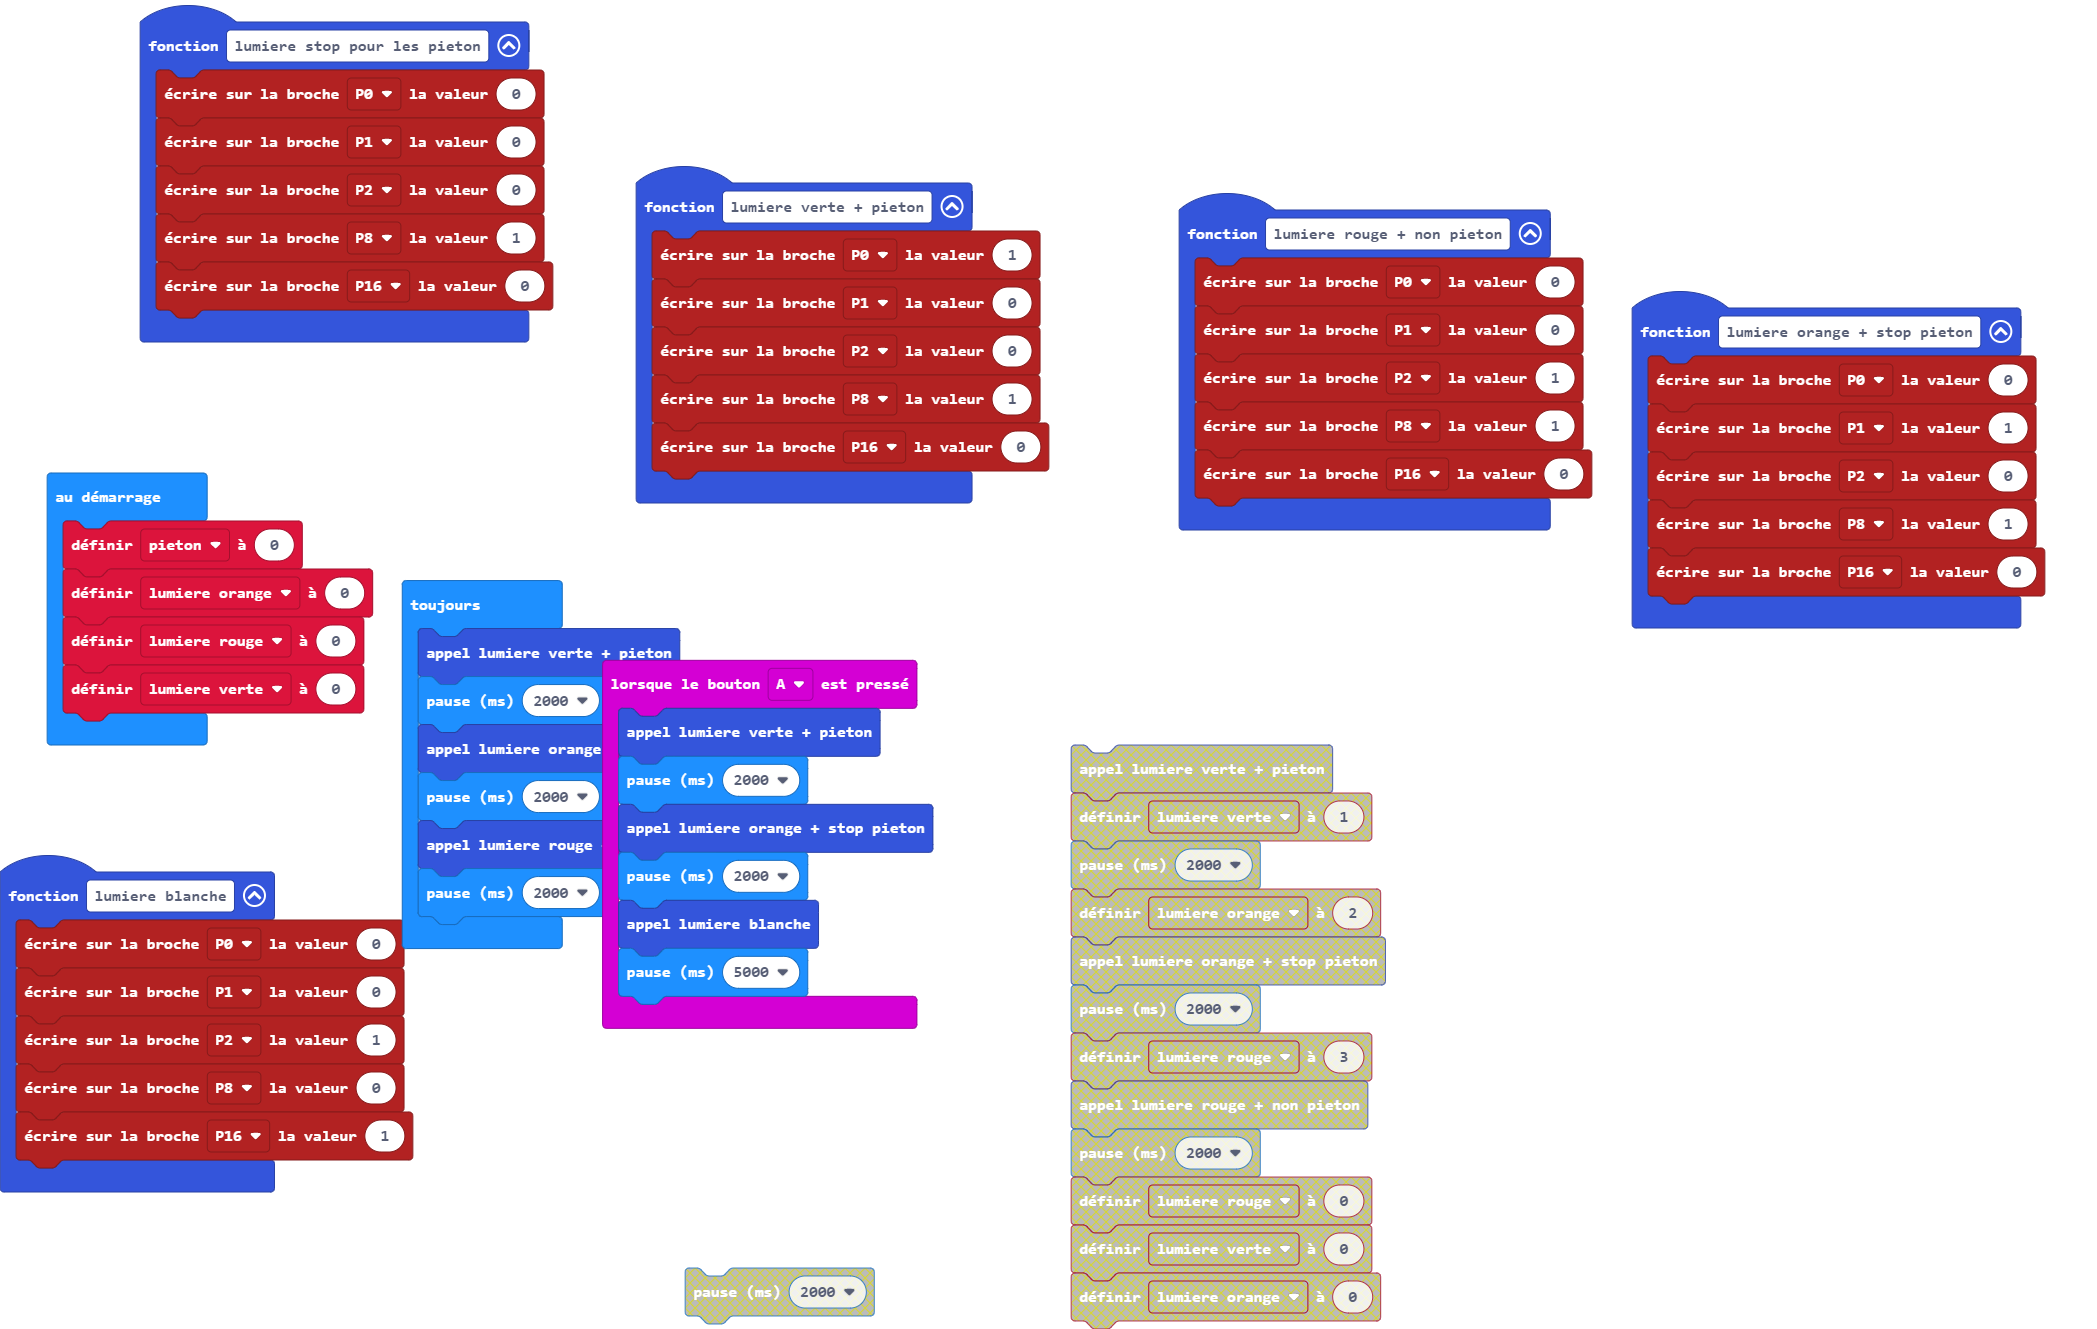 fonction lumiere stop pour les pieton
écrire sur la broche P0 la valeur 0
écrire sur la broche P1 la valeur 0
écrire sur la broche P2 la valeur 0
écrire sur la broche P8 la valeur 1
écrire sur la broche P16 la valeur 0
fonction lumiere verte + pieton
écrire sur la broche P0 la valeur 1
écrire sur la broche P1 la valeur 0
écrire sur la broche P2 la valeur 0
écrire sur la broche P8 la valeur 1
écrire sur la broche P16 la valeur 0
fonction lumiere rouge + non pieton
écrire sur la broche P0 la valeur 0
écrire sur la broche P1 la valeur 0
écrire sur la broche P2 la valeur 1
écrire sur la broche P8 la valeur 1
écrire sur la broche P16 la valeur 0
fonction lumiere orange + stop pieton
écrire sur la broche P0 la valeur 0
écrire sur la broche P1 la valeur 1
écrire sur la broche P2 la valeur 0
écrire sur la broche P8 la valeur 1
écrire sur la broche P16 la valeur 0
au démarrage
définir pieton à 0
définir lumiere orange à 0
définir lumiere rouge à 0
définir lumiere verte à 0
toujours
appel lumiere verte + pieton
pause (ms) 2000
appel lumiere orange
pause (ms) 2000
appel lumiere rouge
pause (ms) 2000
lorsque le bouton A est pressé
appel lumiere verte + pieton
pause (ms) 2000
appel lumiere orange + stop pieton
pause (ms) 2000
appel lumiere blanche
pause (ms) 5000
fonction lumiere blanche
écrire sur la broche P0 la valeur 0
écrire sur la broche P1 la valeur 0
écrire sur la broche P2 la valeur 1
écrire sur la broche P8 la valeur 0
écrire sur la broche P16 la valeur 1
appel lumiere verte + pieton
définir lumiere verte à 1
pause (ms) 2000
définir lumiere orange à 2
appel lumiere orange + stop pieton
pause (ms) 2000
définir lumiere rouge à 3
appel lumiere rouge + non pieton
pause (ms) 2000
définir lumiere rouge à 0
définir lumiere verte à 0
définir lumiere orange à 0
pause (ms) 2000